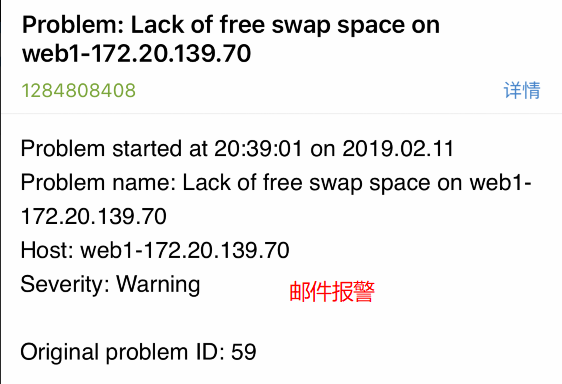 Problem: Lack of free swap space on
web1-172.20.139.70
1284808408 详情
Problem started at 20:39:01 on 2019.02.11
Problem name: Lack of free swap space on web1-
172.20.139.70
Host: web1-172.20.139.70
Severity: Warning
邮件报警
Original problem ID: 59